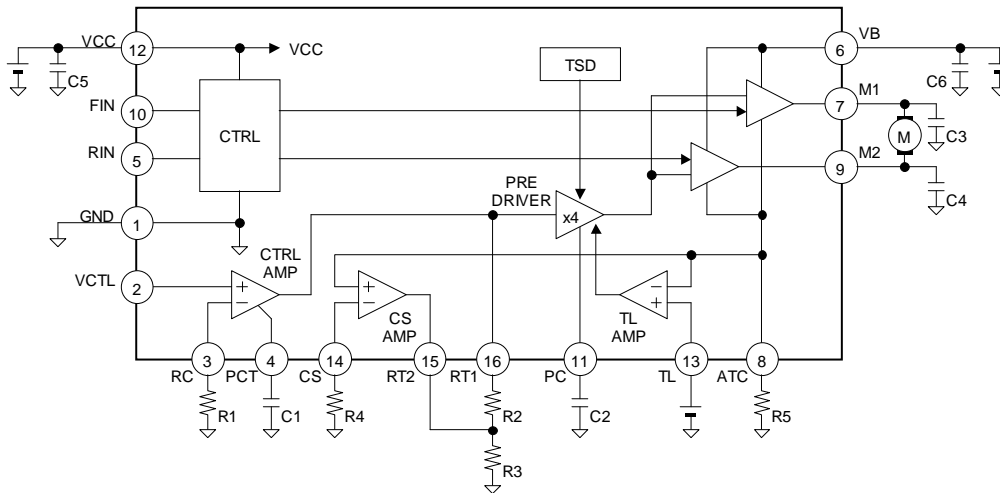 VCC 12 VCC VB 6
C5 TSD C6
FIN 10 M1 7
CTRL M C3
RIN 5 M2 9
PRE
DRIVER C4
GND 1 x4
CTRL
AMP
VCTL 2 + − + − CS
AMP − + TL
AMP
3 4 14 15 16 11 13 8
RC PCT CS RT2 RT1 PC TL ATC
R1 C1 R4 R2 C2 R5
R3